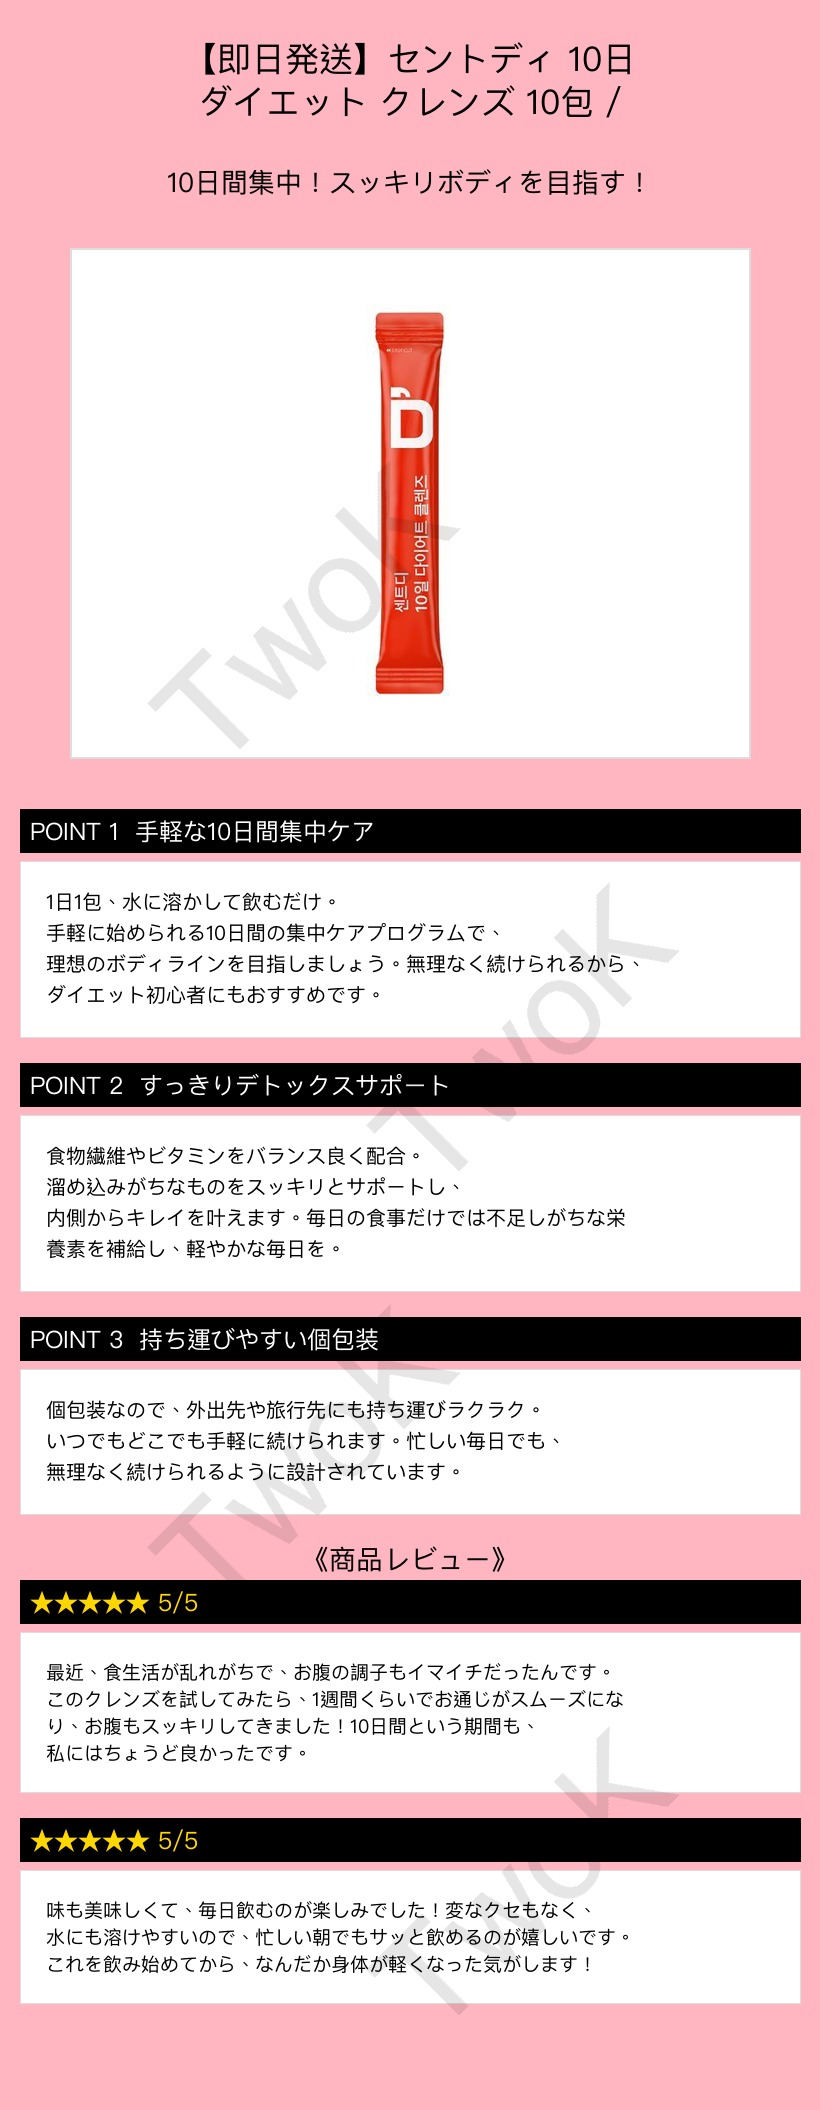 【即日発送】セントディ 10日
ダイエット クレンズ 10包 /
10日間集中！スッキリボディを目指す！
D'
센트디
10일 다이어트 클렌즈
Twok
POINT 1 手軽な10日間集中ケア
1日1包、水に溶かして飲むだけ。
手軽に始められる10日間の集中ケアプログラムで、
理想のボディラインを目指しましょう。無理なく続けられるから、
ダイエット初心者にもおすすめです。
Twok
POINT 2 すっきりデトックスサポート
食物繊維やビタミンをバランス良く配合。
溜め込みがちなものをスッキリとサポートし、
内側からキレイを叶えます。毎日の食事だけでは不足しがちな栄
養素を補給し、軽やかな毎日を。
POINT 3 持ち運びやすい個包装
個包装なので、外出先や旅行先にも持ち運びラクラク。
いつでもどこでも手軽に続けられます。忙しい毎日でも、
無理なく続けられるように設計されています。
Twok
《商品レビュー》
★★★★★ 5/5
最近、食生活が乱れがちで、お腹の調子もイマイチだったんです。
このクレンズを試してみたら、1週間くらいでお通じがスムーズにな
り、お腹もスッキリしてきました！10日間という期間も、
私にはちょうど良かったです。
★★★★★ 5/5
味も美味しくて、毎日飲むのが楽しみでした！変なクセもなく、
水にも溶けやすいので、忙しい朝でもサッと飲めるのが嬉しいです。
これを飲み始めてから、なんだか身体が軽くなった気がします！
Twok